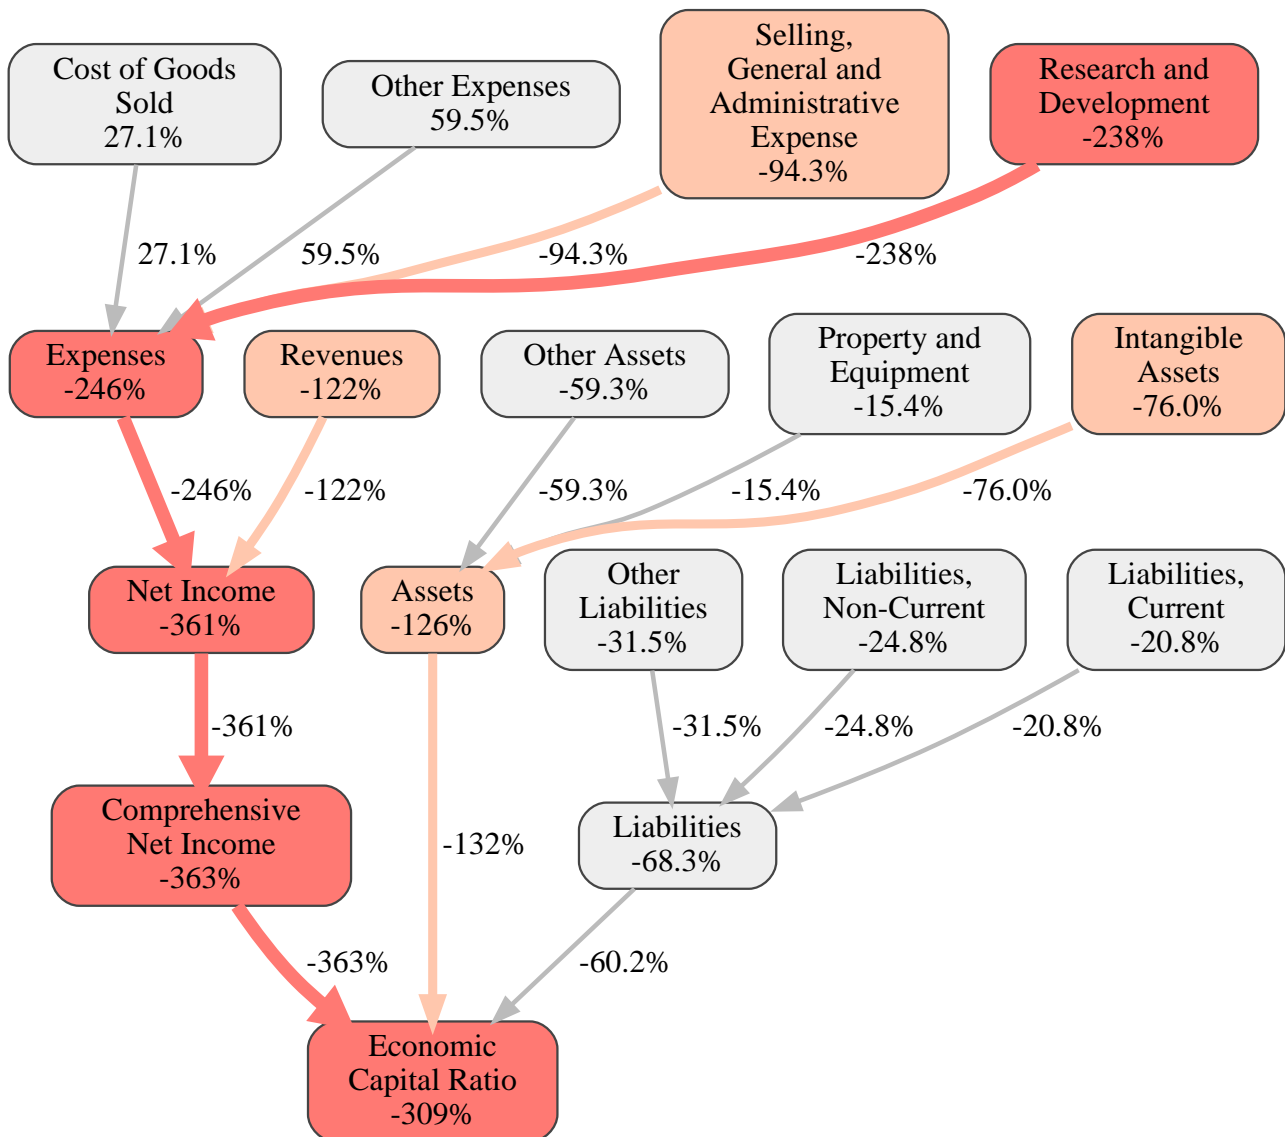 Cost of Goods
Sold
27.1%
Other Expenses
59.5%
Selling,
General and
Administrative
Expense
-94.3%
Research and
Development
-238%
27.1%
59.5%
-94.3%
-238%
Expenses
-246%
Revenues
-122%
Other Assets
-59.3%
Property and
Equipment
-15.4%
Intangible
Assets
-76.0%
-246%
-122%
-59.3%
-15.4%
-76.0%
Net Income
-361%
Assets
-126%
Other
Liabilities
-31.5%
Liabilities,
Non-Current
-24.8%
Liabilities,
Current
-20.8%
-361%
-31.5%
-24.8%
-20.8%
Comprehensive
Net Income
-363%
-132%
Liabilities
-68.3%
-363%
-60.2%
Economic
Capital Ratio
-309%